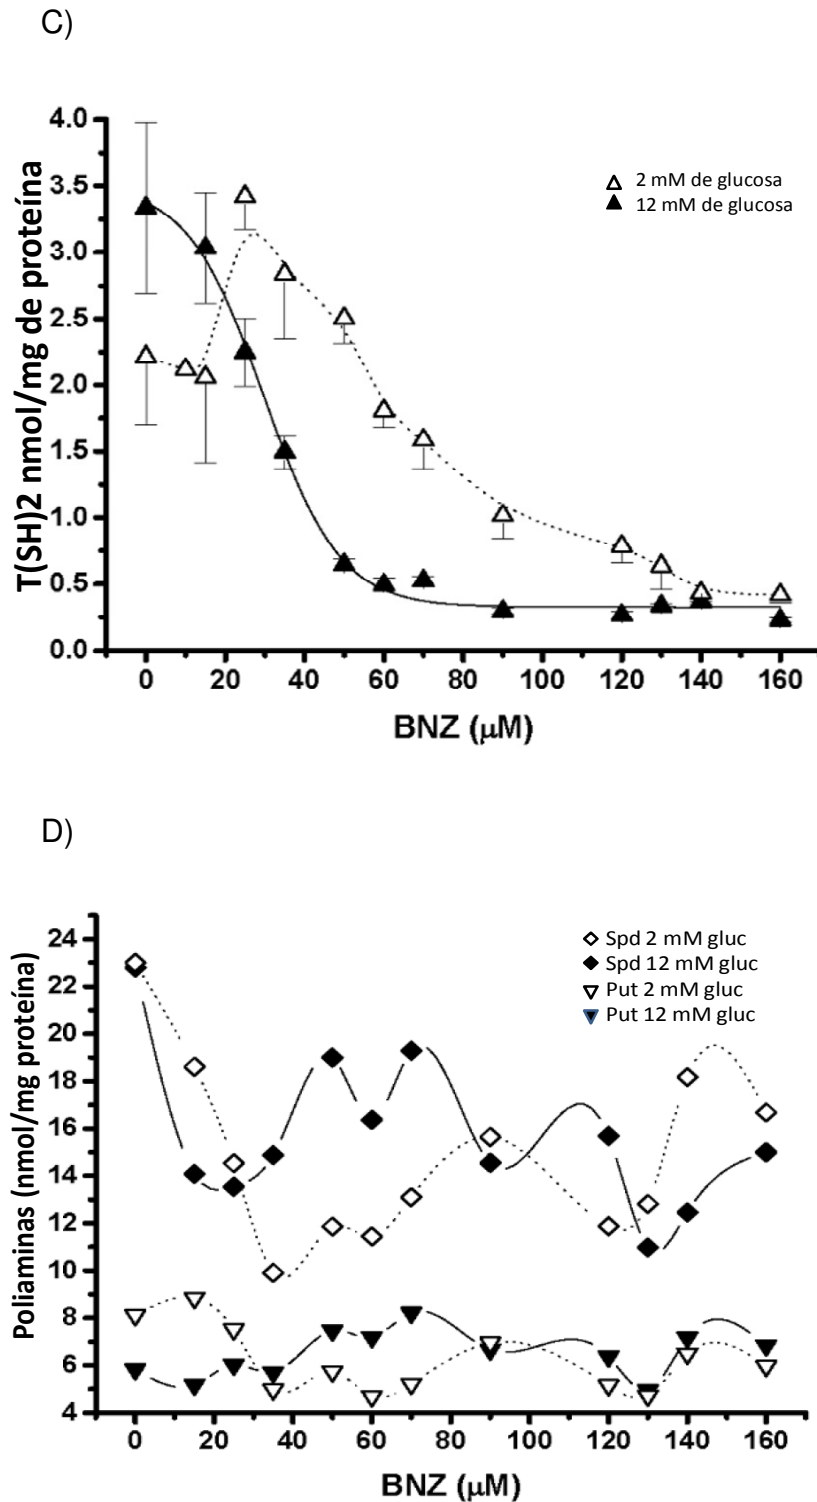 C)
T(SH)2 nmol/mg de proteína
4.0
3.5
3.0
2.5
2.0
1.5
1.0
0.5
0.0
2 mM de glucosa
12 mM de glucosa
0 20 40 60 80 100 120 140 160
BNZ (µM)
D)
Poliaminas (nmol/mg proteína)
24
22
20
18
16
14
12
10
8
6
4
Spd 2 mM gluc
Spd 12 mM gluc
Put 2 mM gluc
Put 12 mM gluc
0 20 40 60 80 100 120 140 160
BNZ (µM)